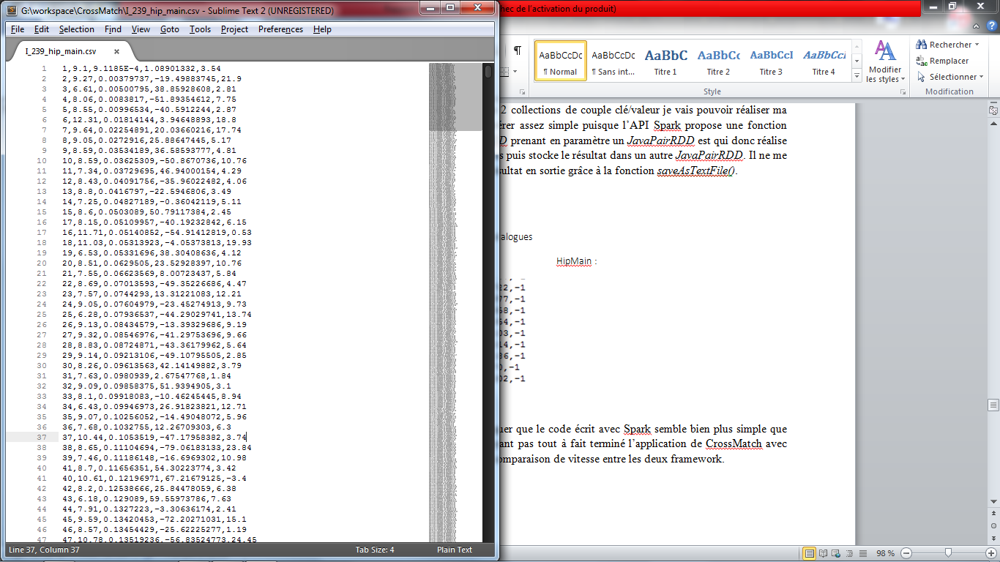 G:\workspace\CrossMatch\I_239_hip_main.csv - Sublime Text 2 (UNREGISTERED)
File Edit Selection Find View Goto Tools Project Preferences Help
I_239_hip_main.csv ×
1 1,9.1,9.1185E-4,1.08901332,3.54
2 2,9.27,0.00379737,-19.49883745,21.9
3 3,6.61,0.00500795,38.85928608,2.81
4 4,8.06,0.0083817,-51.89354612,7.75
5 5,8.55,0.00996534,-40.5912244,2.87
6 6,12.31,0.01814144,3.94648893,18.8
7 7,9.64,0.02254891,20.03660216,17.74
8 8,9.05,0.0272916,25.88647445,5.17
9 9,8.59,0.03534189,36.58593777,4.81
10 10,8.59,0.03625309,-50.8670736,10.76
11 11,7.34,0.03729695,46.94000154,4.29
12 12,8.43,0.04091756,-35.96022482,4.06
13 13,8.8,0.0416797,-22.5946806,3.49
14 14,7.25,0.04827189,-0.36042119,5.11
15 15,8.6,0.0503089,50.79117384,2.45
16 17,8.15,0.05109957,-40.19232842,6.15
17 16,11.71,0.05140852,-54.91412819,0.53
18 18,11.03,0.05313923,-4.05373813,19.93
19 19,6.53,0.05331696,38.30408636,4.12
20 20,8.51,0.0629505,23.52928397,10.76
21 21,7.55,0.06623569,8.00723437,5.84
22 22,8.69,0.07013593,-49.35226686,4.47
23 23,7.57,0.0744293,13.31221083,12.21
24 24,9.05,0.07604979,-23.45274913,9.73
25 25,6.28,0.07936537,-44.29029741,13.74
26 26,9.13,0.08434579,-13.39329686,9.19
27 27,9.32,0.08546976,-41.29753696,9.66
28 28,8.83,0.08724871,-43.36179962,5.64
29 29,9.14,0.09213106,-49.10795505,2.85
30 30,8.26,0.09613563,42.14149882,3.79
31 31,7.63,0.0980939,2.67547768,1.84
32 32,9.09,0.09858375,51.9394905,3.1
33 33,8.1,0.09918083,-10.46245445,8.94
34 34,6.43,0.09946973,26.91823821,12.71
35 35,9.07,0.10256052,-14.49048072,5.96
36 36,7.68,0.1032755,12.26709303,6.3
37 37,10.44,0.1053519,-47.17958382,3.74
38 38,8.65,0.11104694,-79.06183133,23.84
39 39,7.46,0.11186148,-16.6969302,10.98
40 41,8.7,0.11656351,54.30223774,3.42
41 40,10.61,0.12196971,67.21679125,-3.4
42 42,8.2,0.12538666,25.84478059,6.38
43 43,6.18,0.129089,59.55973786,7.63
44 44,7.91,0.1327223,-3.30636174,2.41
45 45,9.59,0.13420453,-72.20271031,15.1
46 46,8.57,0.13454429,-25.62225277,1.19
47 47,10.78,0.13519236,-56.83524773,24.45
Line 37, Column 37 Tab Size: 4 Plain Text
hec de l'activation du produit)
AaBbCcDc AaBbCcDc AaBbC AaBbCc AaBbCcI AaBbCcI
¶ Normal ¶ Sans int... Titre 1 Titre 2 Titre 3 Titre 4
Modifier les styles
Style
Rechercher
Remplacer
Sélectionner
Modification
2 collections de couple clé/valeur je vais pouvoir réaliser ma
érer assez simple puisque l'API Spark propose une fonction
D prenant en paramètre un JavaPairRDD est qui donc réalise
s puis stocke le résultat dans un autre JavaPairRDD. Il ne me
sultat en sortie grâce à la fonction saveAsTextFile().
alogues
HipMain :
22,-1
77,-1
58,-1
64,-1
03,-1
14,-1
36,-1
0,-1
02,-1
uer que le code écrit avec Spark semble bien plus simple que
ant pas tout à fait terminé l'application de CrossMatch avec
omparaison de vitesse entre les deux framework.
98 %